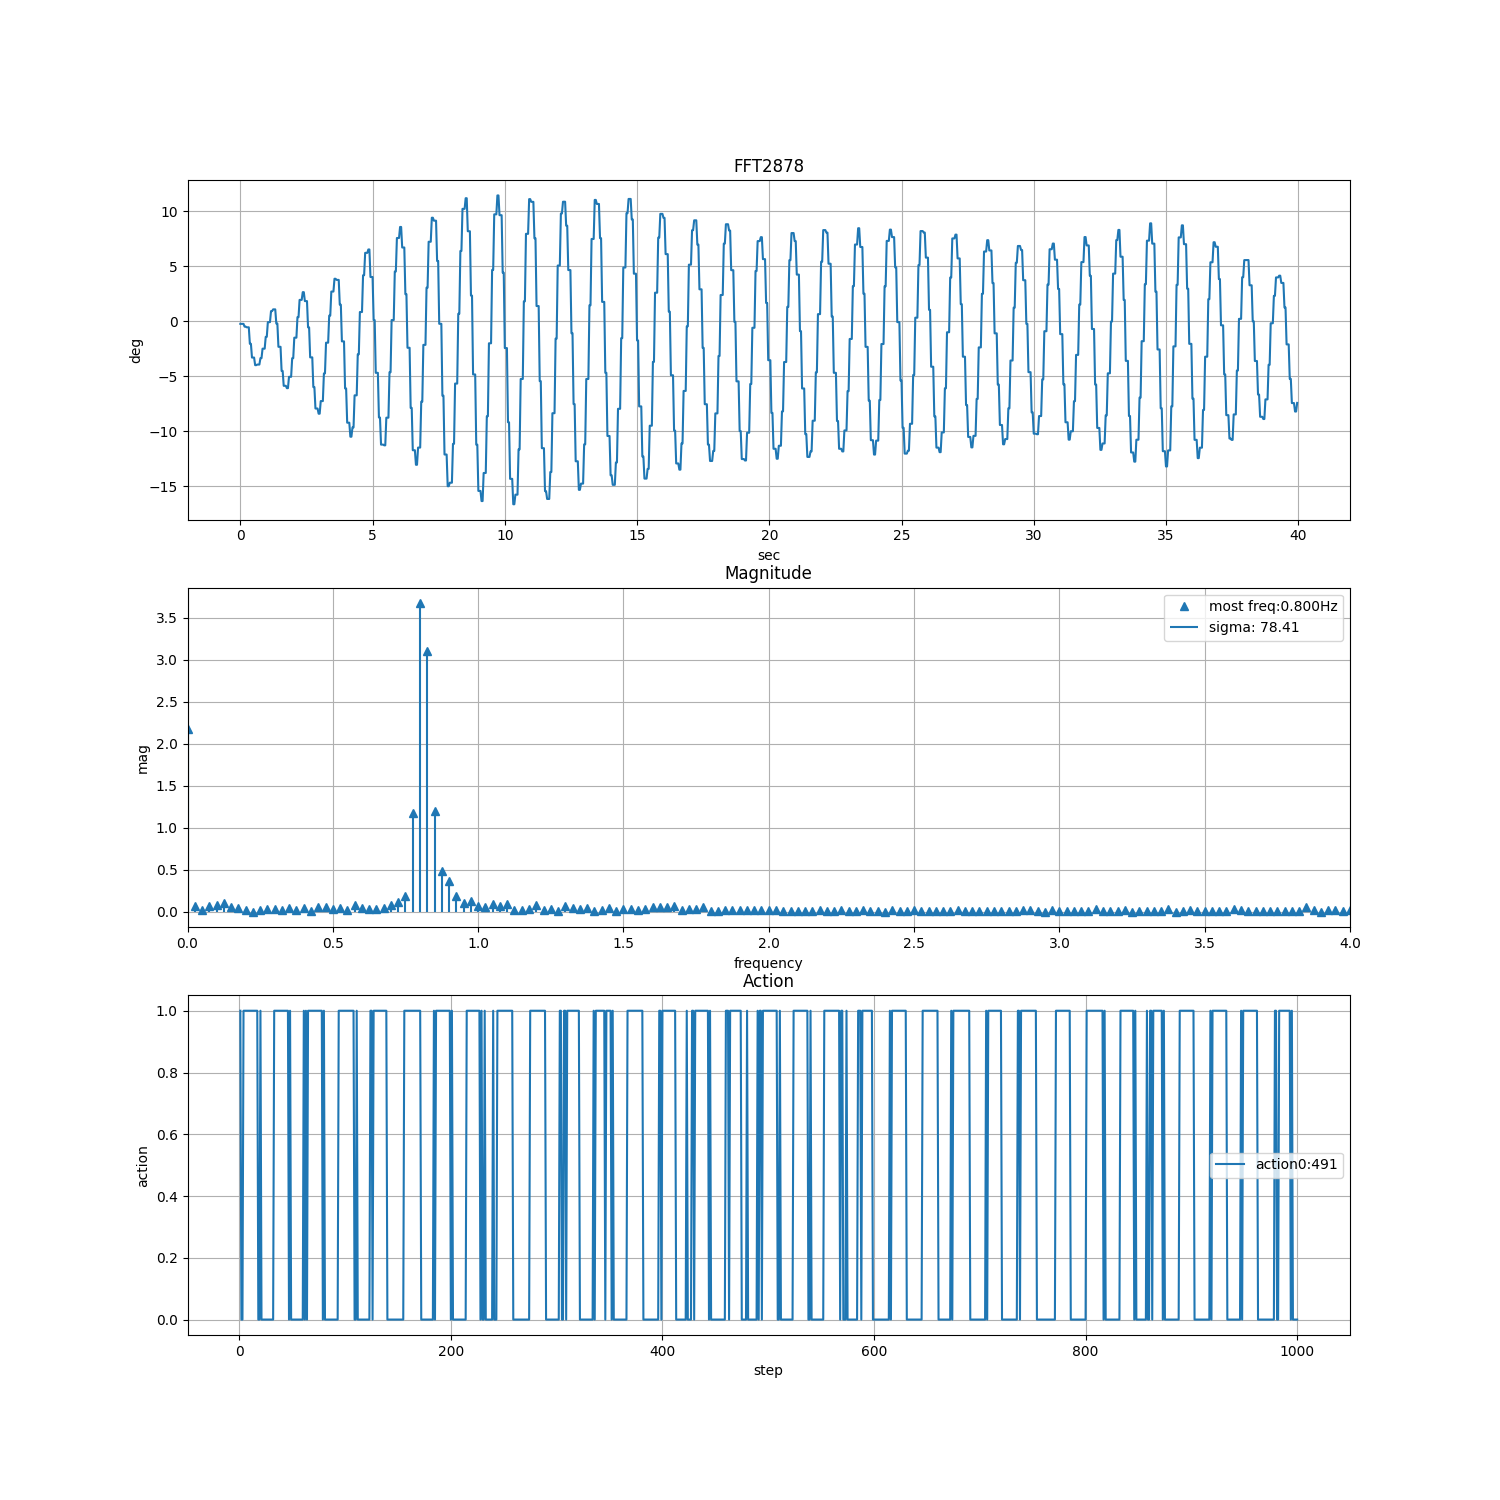 FFT2878
10
5
0
−5
−10
−15
deg
0 5 10 15 20 25 30 35 40
sec
Magnitude
3.5
3.0
2.5
2.0
1.5
1.0
0.5
0.0
mag
most freq:0.800Hz
sigma: 78.41
0.0 0.5 1.0 1.5 2.0 2.5 3.0 3.5 4.0
frequency
Action
1.0
0.8
0.6
0.4
0.2
0.0
action
action0:491
0 200 400 600 800 1000
step